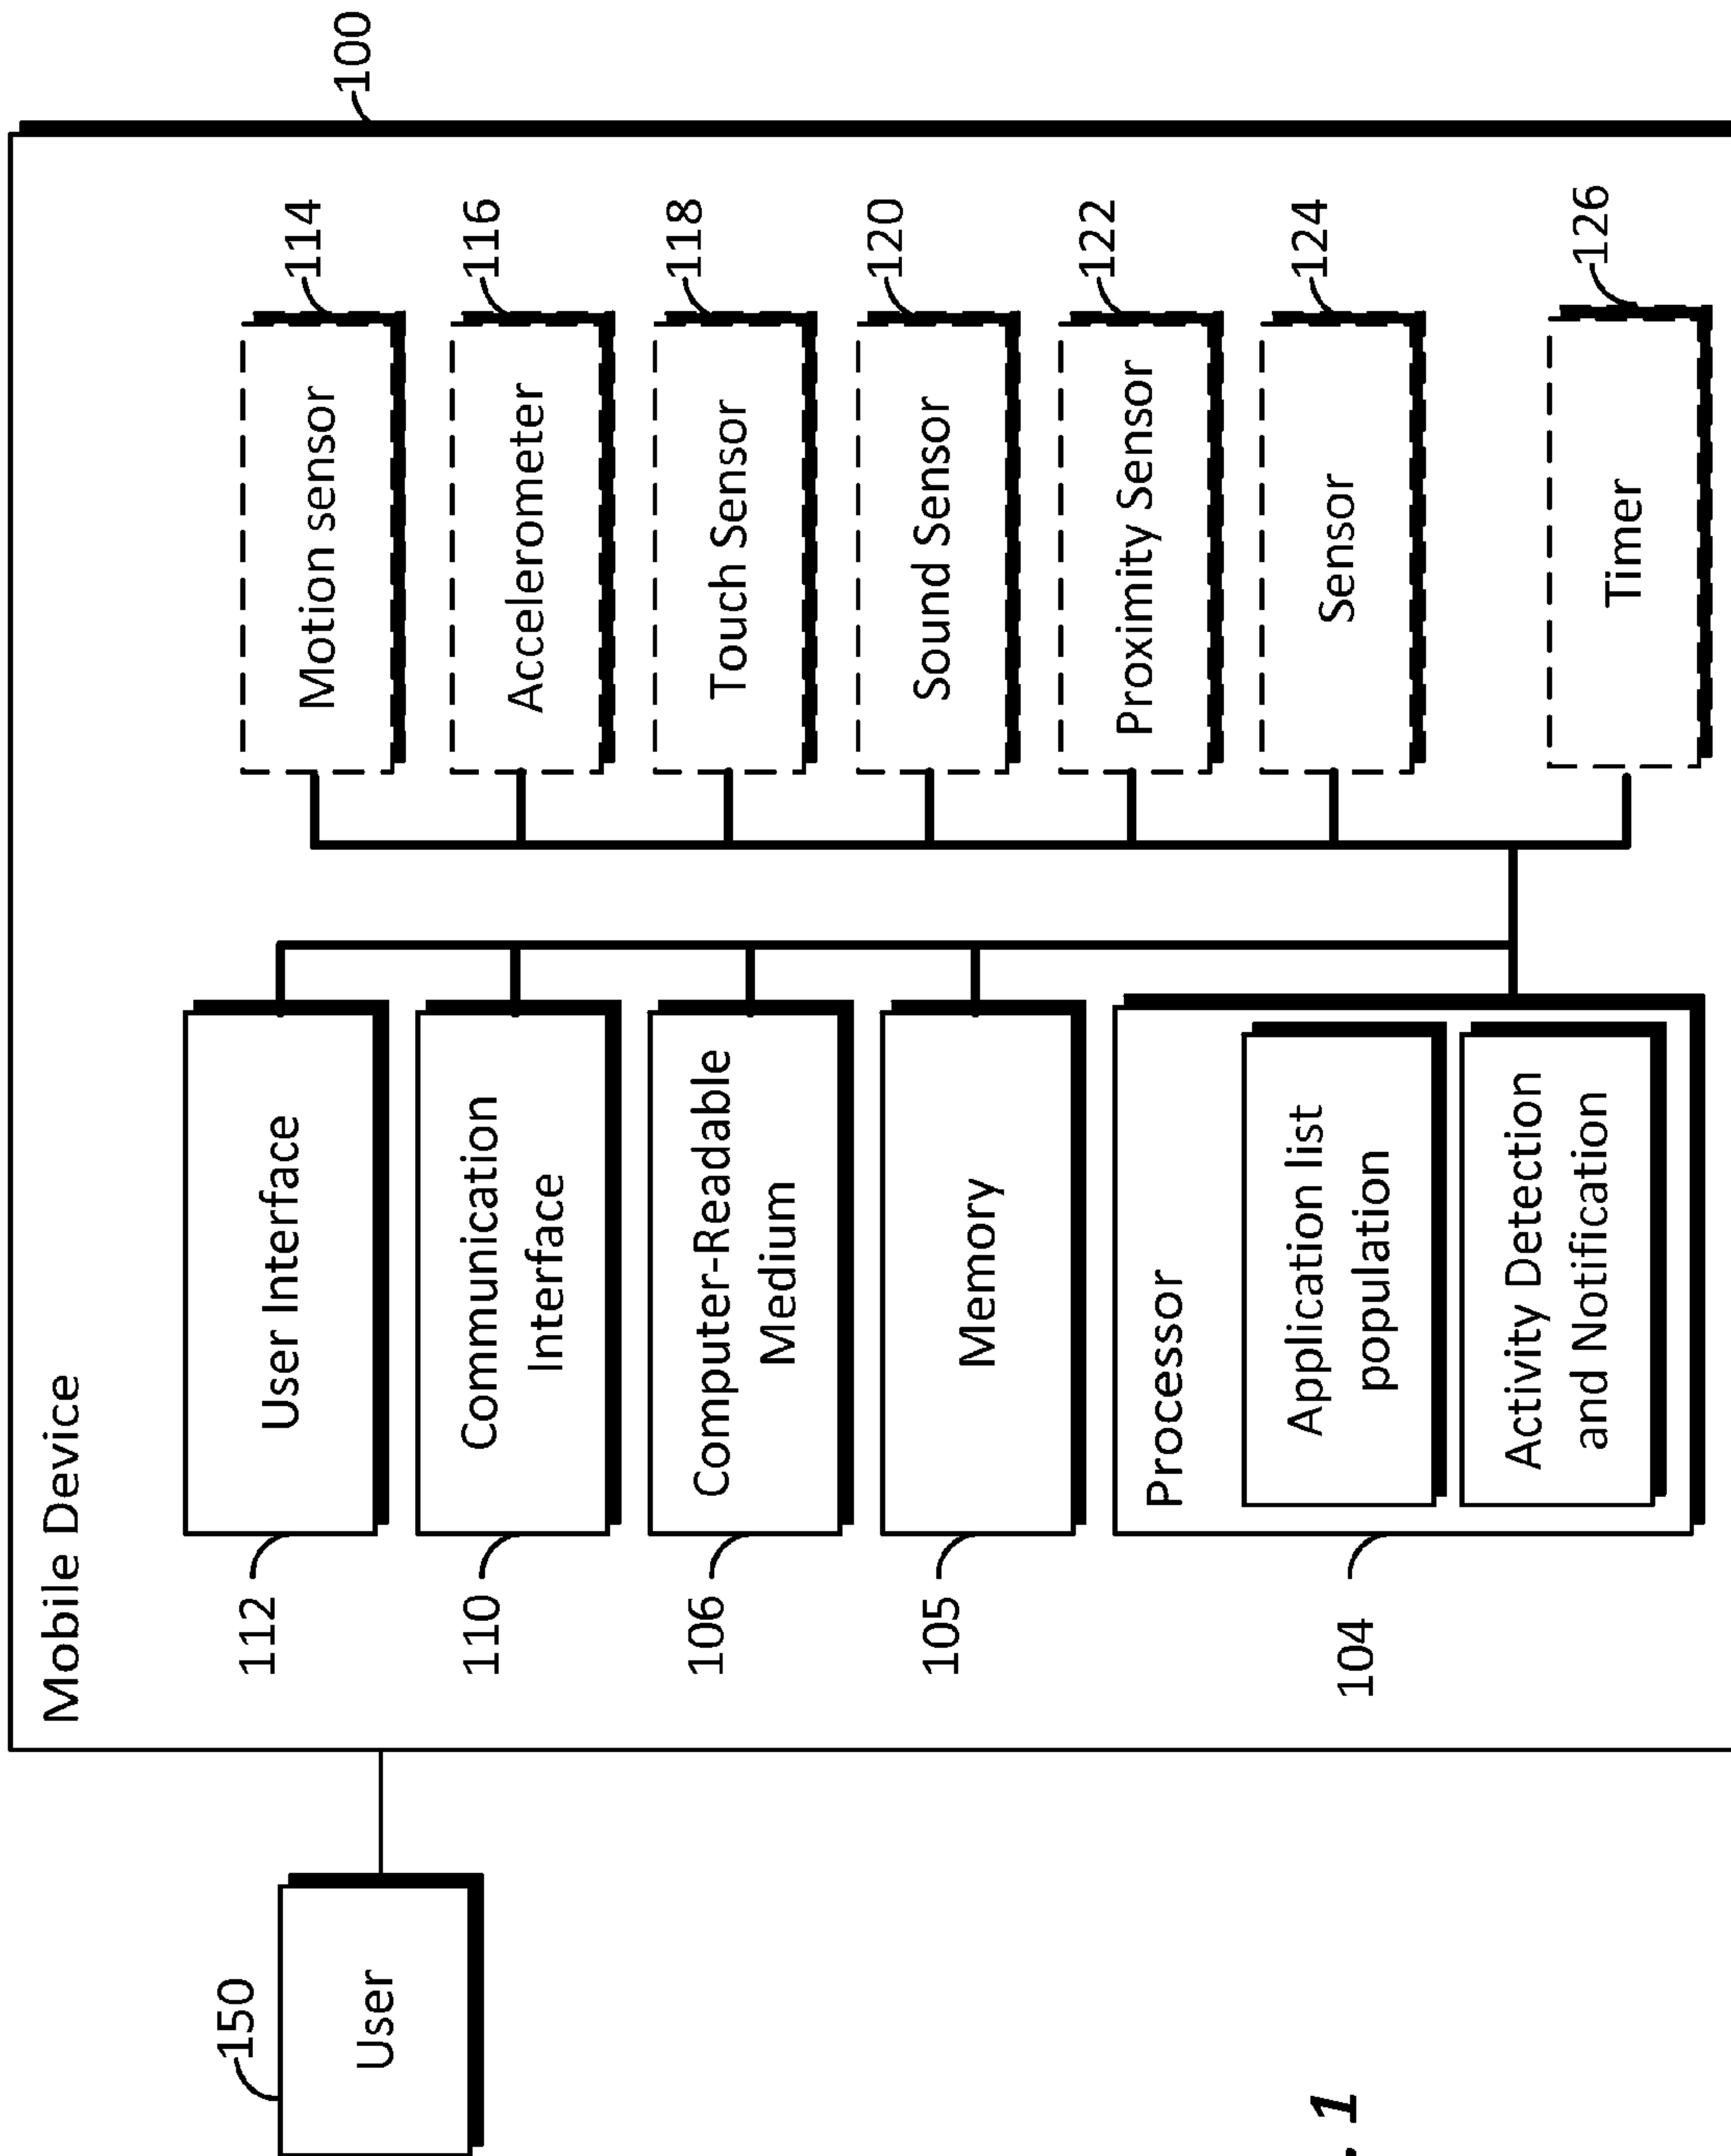 Mobile Device
100
150
User
112
User Interface
110
Communication
Interface
106
Computer-Readable
Medium
105
Memory
104
Processor
Application list
population
Activity Detection
and Notification
Motion sensor
114
Accelerometer
116
Touch Sensor
118
Sound Sensor
120
Proximity Sensor
122
Sensor
124
Timer
126
. 1